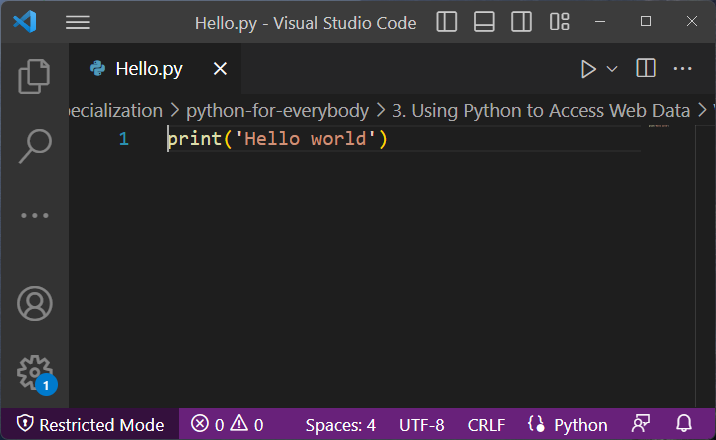 Hello.py - Visual Studio Code
Hello.py
ecialization > python-for-everybody > 3. Using Python to Access Web Data >
1 print('Hello world')
1
Restricted Mode 0 0 Spaces: 4 UTF-8 CRLF Python